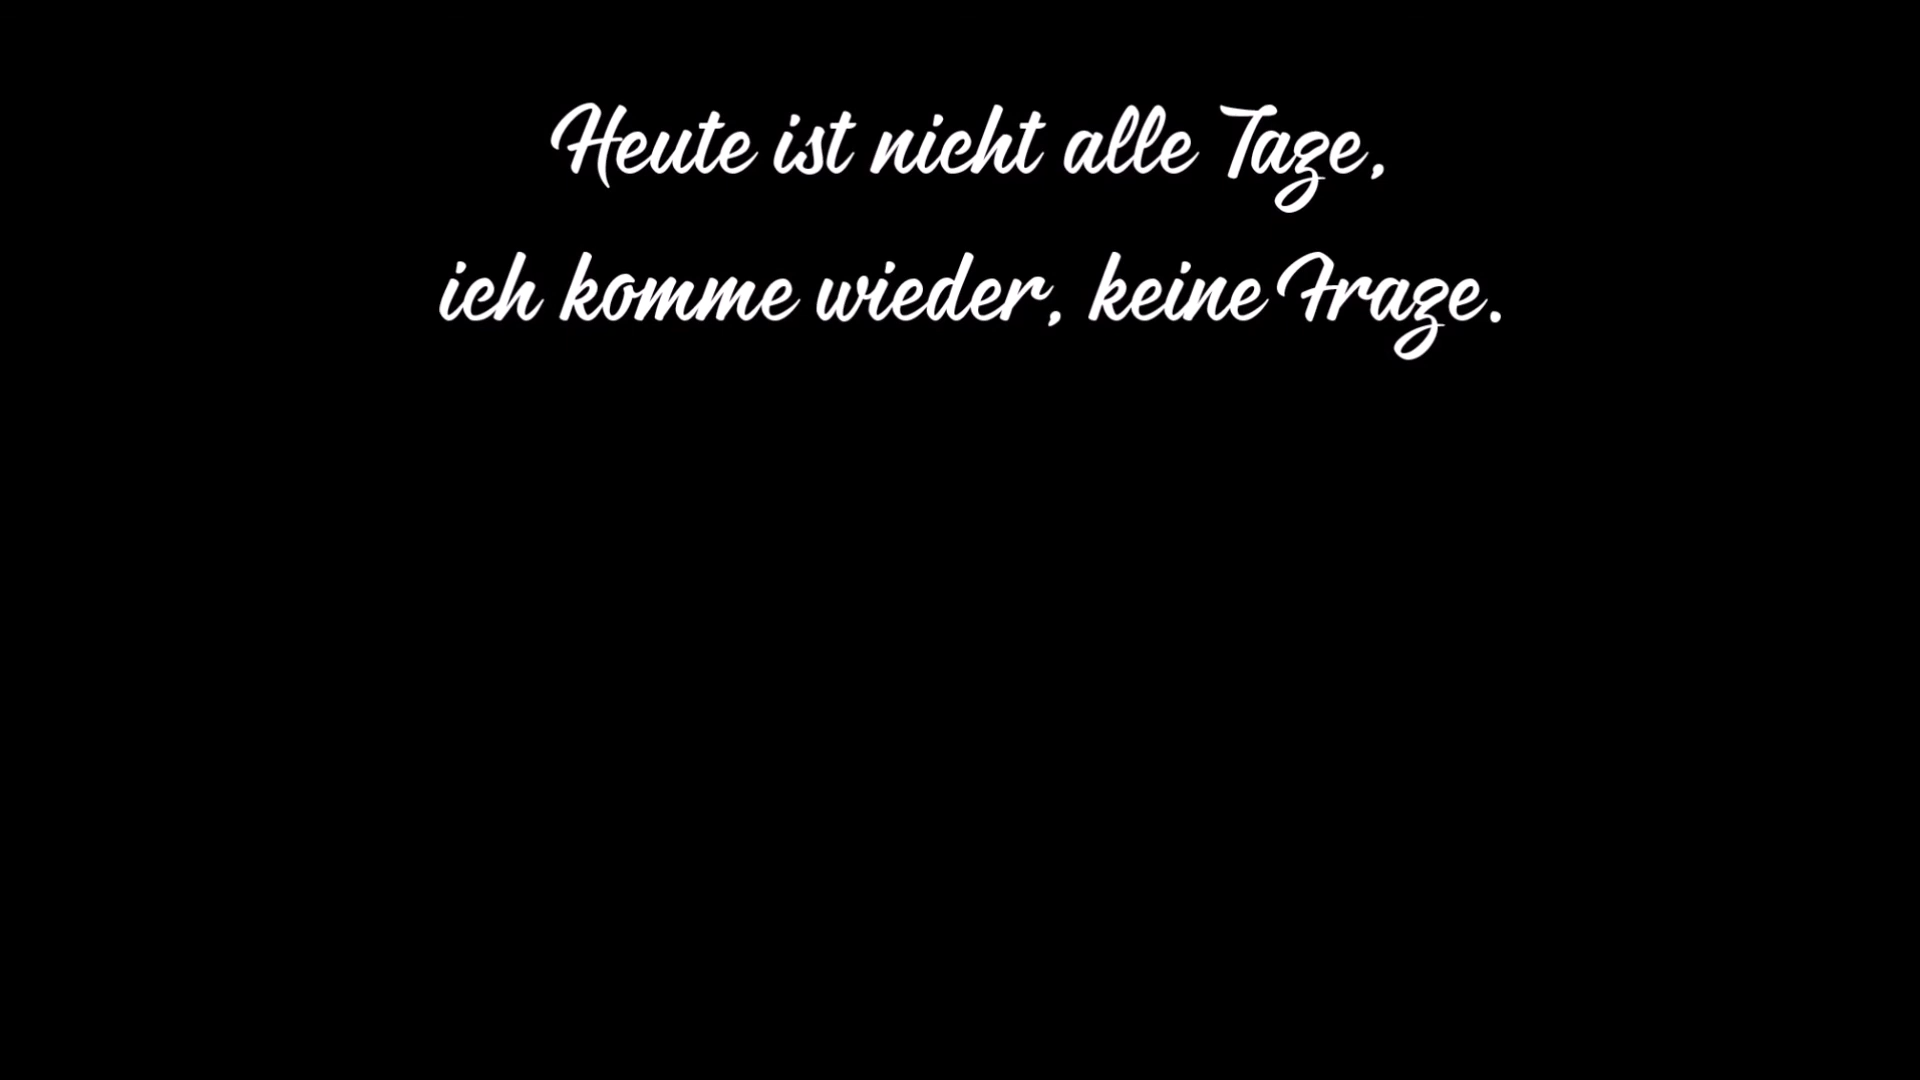 Heute ist nicht alle Tage,
ich komme wieder, keine Frage.